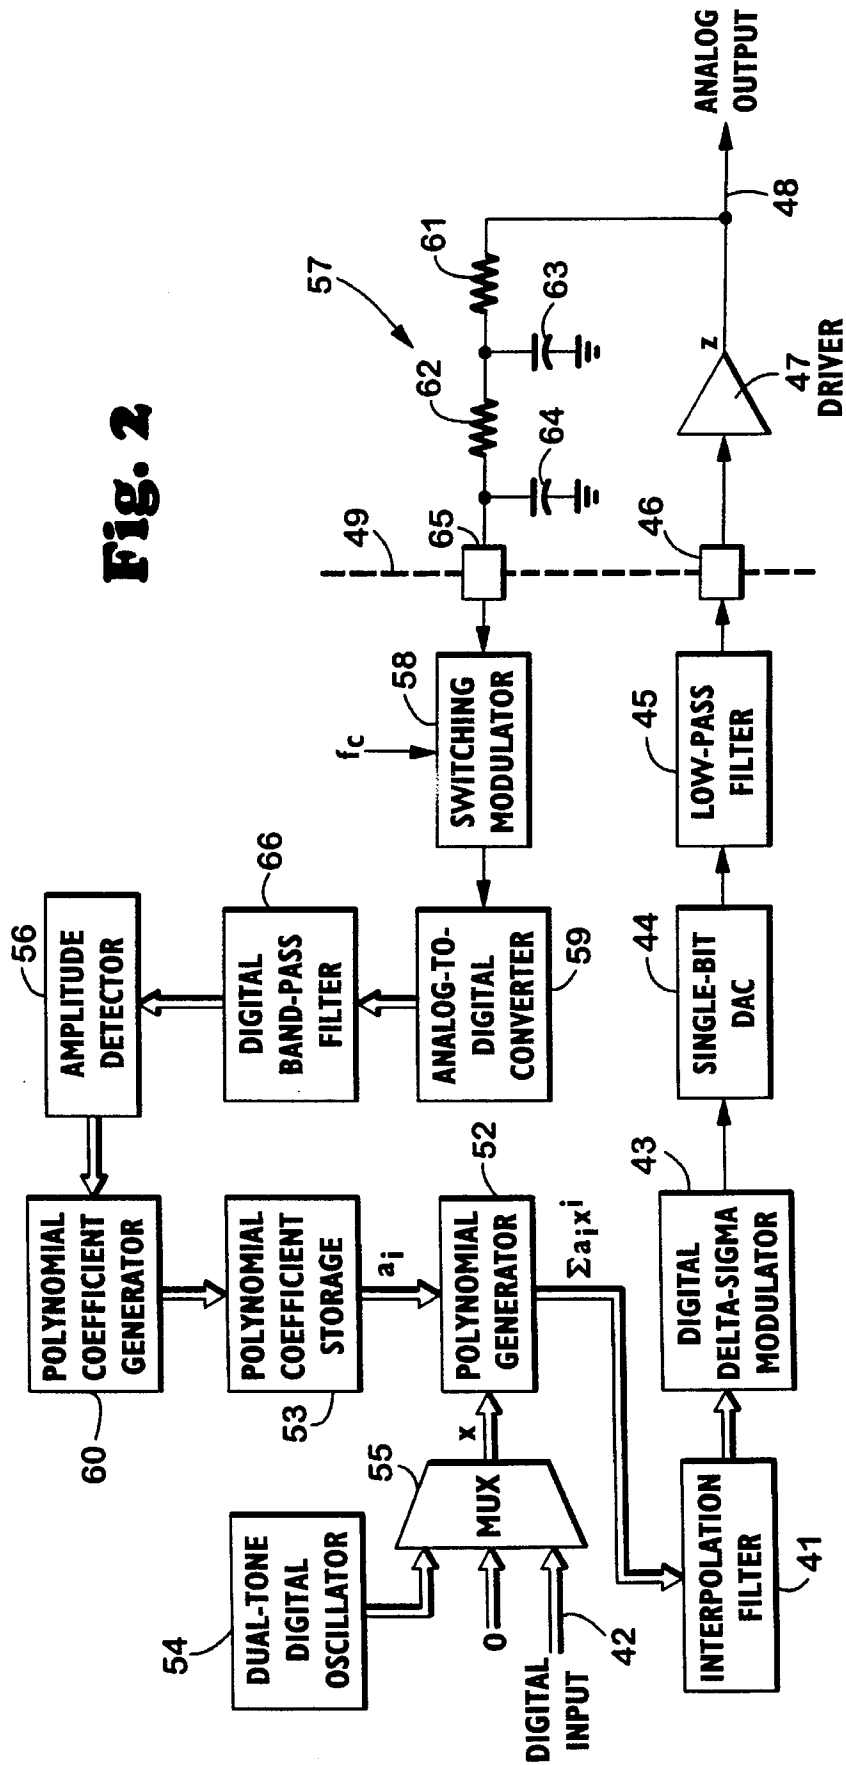 Fig. 2
56
AMPLITUDE
DETECTOR
66
DIGITAL
BAND-PASS
FILTER
ANALOG-TO-
DIGITAL
CONVERTER
59
fc
58
SWITCHING
MODULATOR
49
65
57
62
61
64
63
60
POLYNOMIAL
COEFFICIENT
GENERATOR
POLYNOMIAL
COEFFICIENT
STORAGE
53
ai
52
POLYNOMIAL
GENERATOR
Σaixi
54
DUAL-TONE
DIGITAL
OSCILLATOR
55
MUX
x
0
DIGITAL
INPUT
42
INTERPOLATION
FILTER
41
43
DIGITAL
DELTA-SIGMA
MODULATOR
44
SINGLE-BIT
DAC
45
LOW-PASS
FILTER
46
z
47
DRIVER
48
ANALOG
OUTPUT